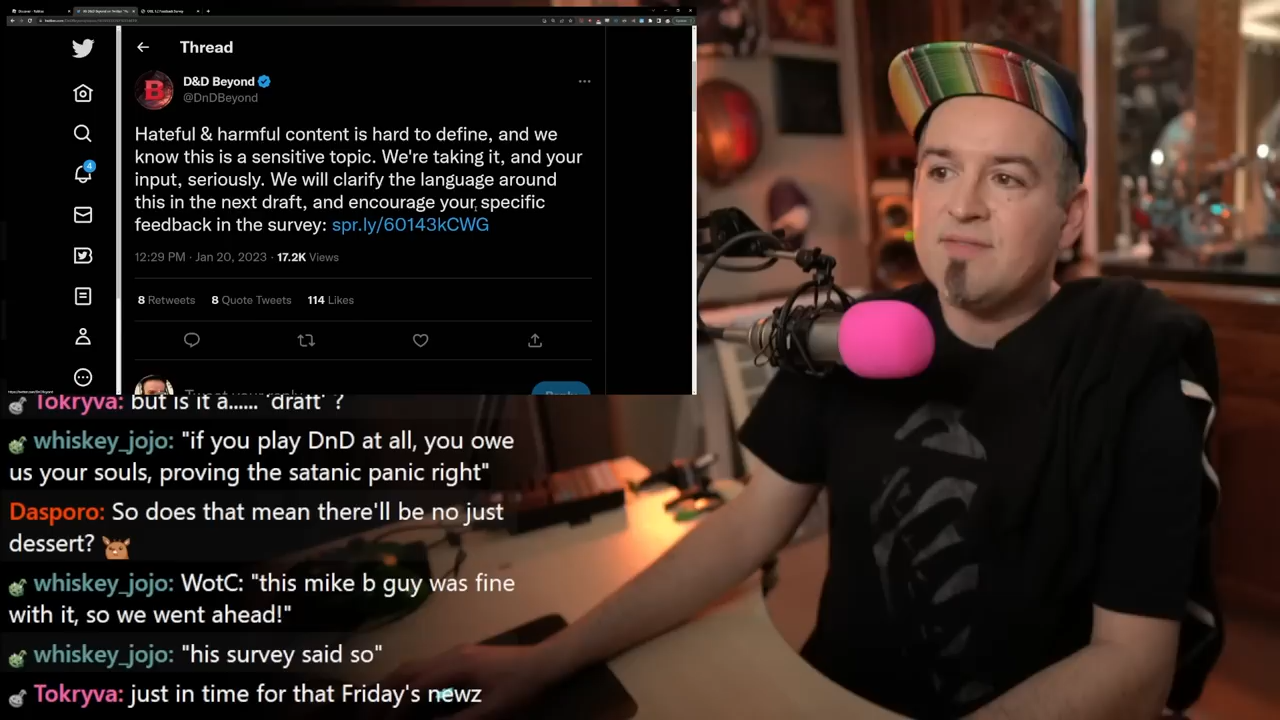 Thread
D&D Beyond
@DnDBeyond
Hateful & harmful content is hard to define, and we
know this is a sensitive topic. We're taking it, and your
input, seriously. We will clarify the language around
this in the next draft, and encourage your specific
feedback in the survey: spr.ly/60143kCWG
12:29 PM · Jan 20, 2023 · 17.2K Views
8 Retweets 8 Quote Tweets 114 Likes
4
Reply
Tokryva: but is it a...... "draft" ?
whiskey_jojo: "if you play DnD at all, you owe
us your souls, proving the satanic panic right"
Dasporo: So does that mean there'll be no just
dessert?
whiskey_jojo: WotC: "this mike b guy was fine
with it, so we went ahead!"
whiskey_jojo: "his survey said so"
Tokryva: just in time for that Friday's newz